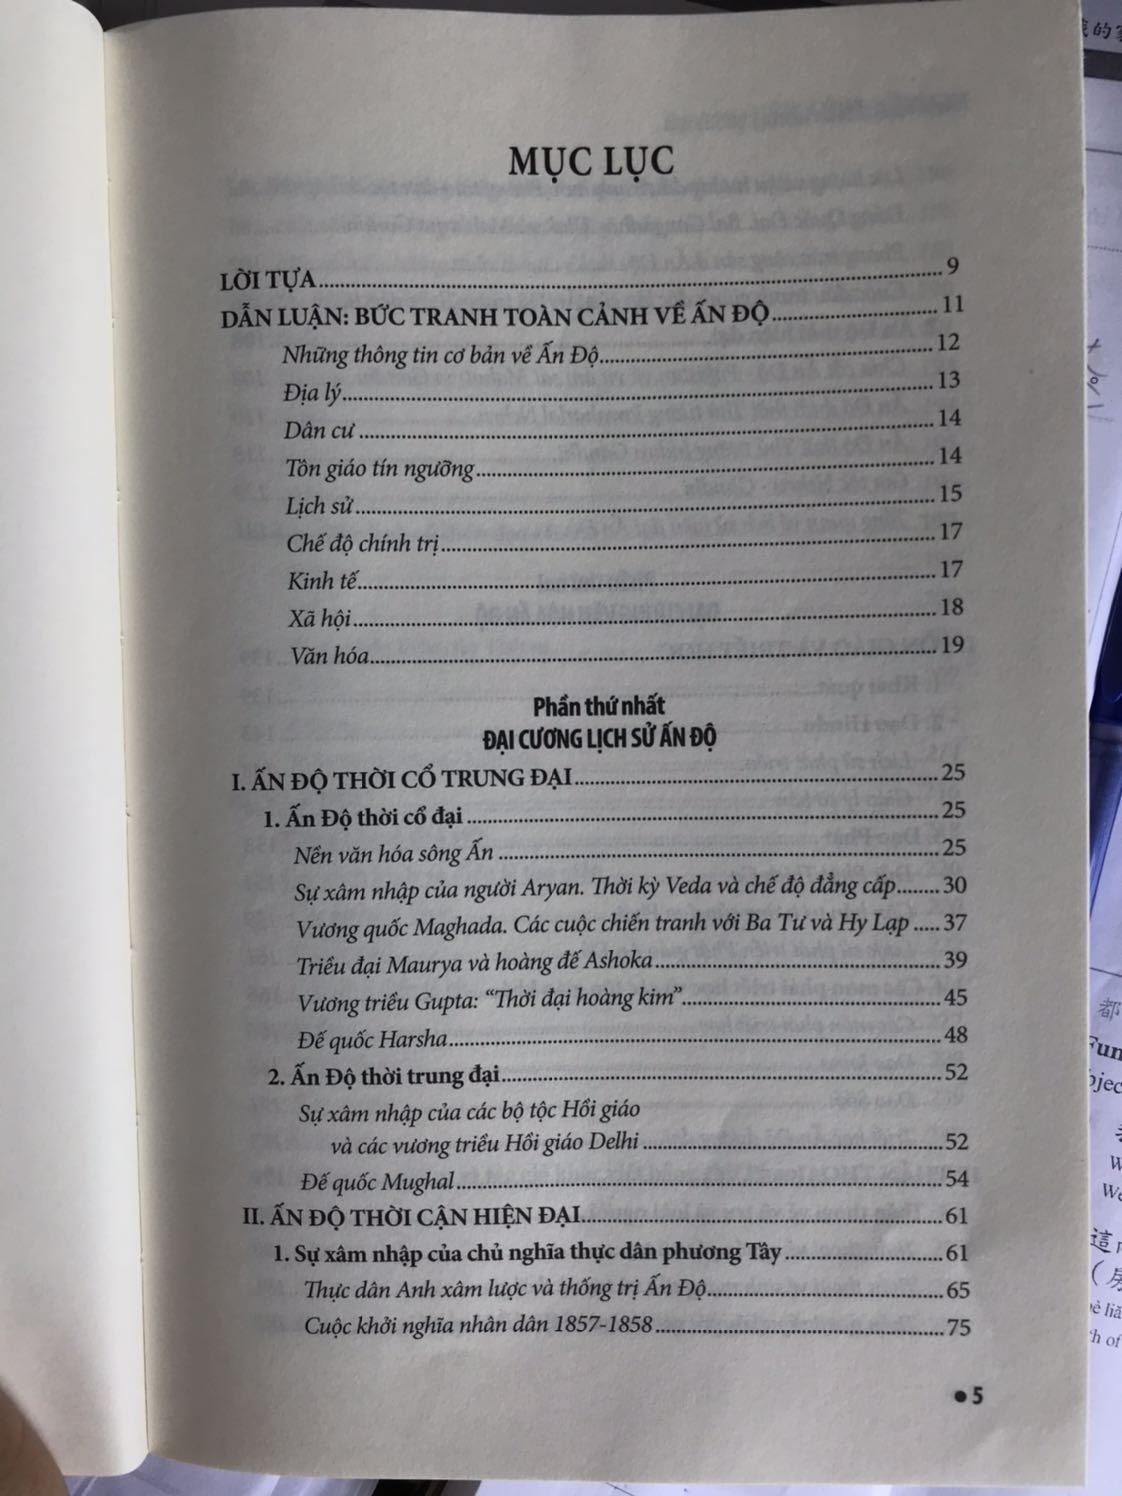 MỤC LỤC
LỜI TỰA 9
DẪN LUẬN: BỨC TRANH TOÀN CẢNH VỀ ẤN ĐỘ 11
Những thông tin cơ bản về Ấn Độ 12
Địa lý 13
Dân cư 14
Tôn giáo tín ngưỡng 14
Lịch sử 15
Chế độ chính trị 17
Kinh tế 17
Xã hội 18
Văn hóa 19
Phần thứ nhất
ĐẠI CƯƠNG LỊCH SỬ ẤN ĐỘ
I. ẤN ĐỘ THỜI CỔ TRUNG ĐẠI 25
1. Ấn Độ thời cổ đại 25
Nền văn hóa sông Ấn 25
Sự xâm nhập của người Aryan. Thời kỳ Veda và chế độ đẳng cấp 30
Vương quốc Maghada. Các cuộc chiến tranh với Ba Tư và Hy Lạp 37
Triều đại Maurya và hoàng đế Ashoka 39
Vương triều Gupta: “Thời đại hoàng kim” 45
Đế quốc Harsha 48
2. Ấn Độ thời trung đại 52
Sự xâm nhập của các bộ tộc Hồi giáo
và các vương triều Hồi giáo Delhi 52
Đế quốc Mughal 54
II. ẤN ĐỘ THỜI CẬN HIỆN ĐẠI 61
1. Sự xâm nhập của chủ nghĩa thực dân phương Tây 61
Thực dân Anh xâm lược và thống trị Ấn Độ 65
Cuộc khởi nghĩa nhân dân 1857-1858 75
● 5
的
都
這